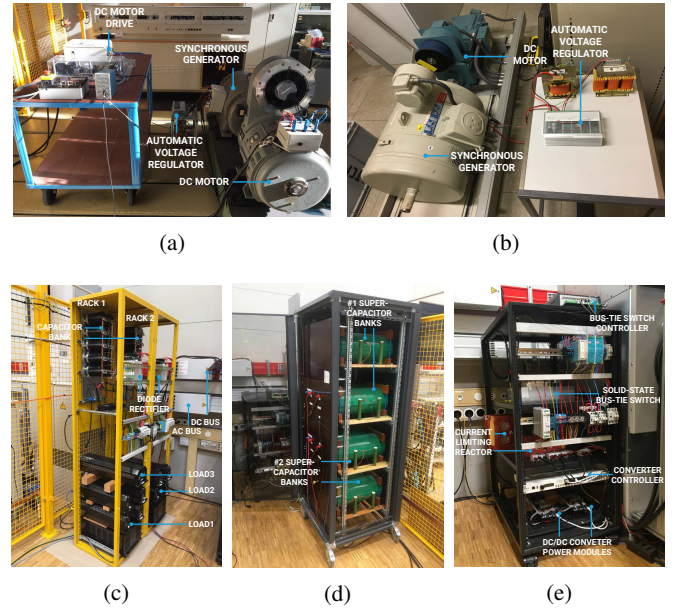 DC MOTOR
DRIVE
SYNCHRONOUS
GENERATOR
AUTOMATIC
VOLTAGE
REGULATOR
DC MOTOR
(a)
DC
MOTOR
AUTOMATIC
VOLTAGE
REGULATOR
SYNCHRONOUS
GENERATOR
(b)
RACK 1
RACK 2
CAPACITOR
BANK
DIODE
RECTIFIER
DC BUS
AC BUS
LOAD3
LOAD2
LOAD1
(c)
#1 SUPER-
CAPACITOR
BANKS
#2 SUPER-
CAPACITOR
BANKS
(d)
BUS-TIE SWITCH
CONTROLLER
SOLID-STATE
BUS-TIE SWITCH
CURRENT
LIMITING
REACTOR
CONVERTER
CONTROLLER
DC/DC CONVETER
POWER MODULES
(e)